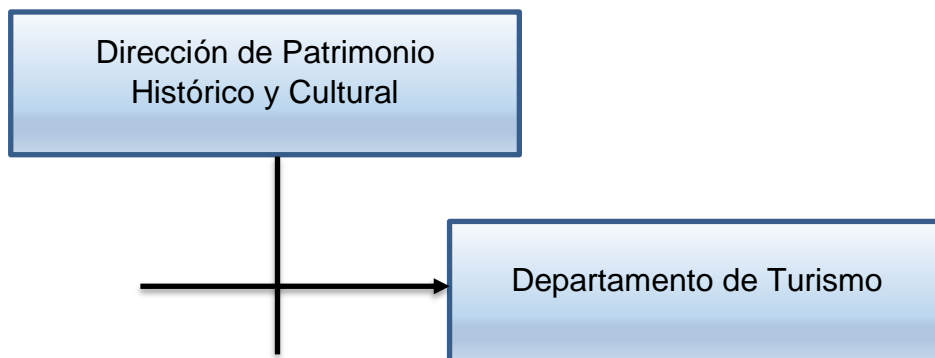 Dirección de Patrimonio
Histórico y Cultural
Departamento de Turismo